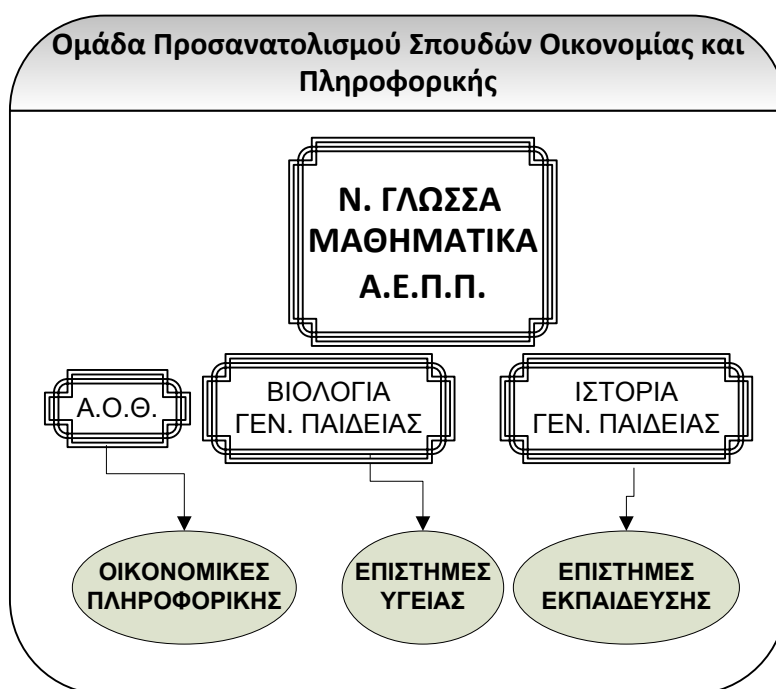 Ομάδα Προσανατολισμού Σπουδών Οικονομίας και
Πληροφορικής
Ν. ΓΛΩΣΣΑ
ΜΑΘΗΜΑΤΙΚΑ
Α.Ε.Π.Π.
Α.Ο.Θ.
ΒΙΟΛΟΓΙΑ
ΓΕΝ. ΠΑΙΔΕΙΑΣ
ΙΣΤΟΡΙΑ
ΓΕΝ. ΠΑΙΔΕΙΑΣ
ΟΙΚΟΝΟΜΙΚΕΣ
ΠΛΗΡΟΦΟΡΙΚΗΣ
ΕΠΙΣΤΗΜΕΣ
ΥΓΕΙΑΣ
ΕΠΙΣΤΗΜΕΣ
ΕΚΠΑΙΔΕΥΣΗΣ